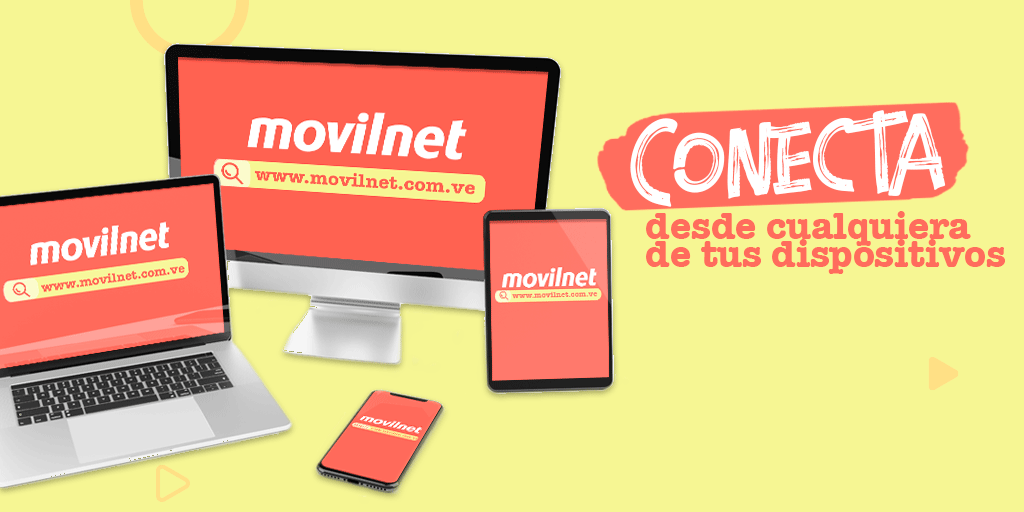 movilnet
www.movilnet.com.ve
movilnet
www.movilnet.com.ve
movilnet
www.movilnet.com.ve
movilnet
CONECTA
desde cualquiera
de tus dispositivos